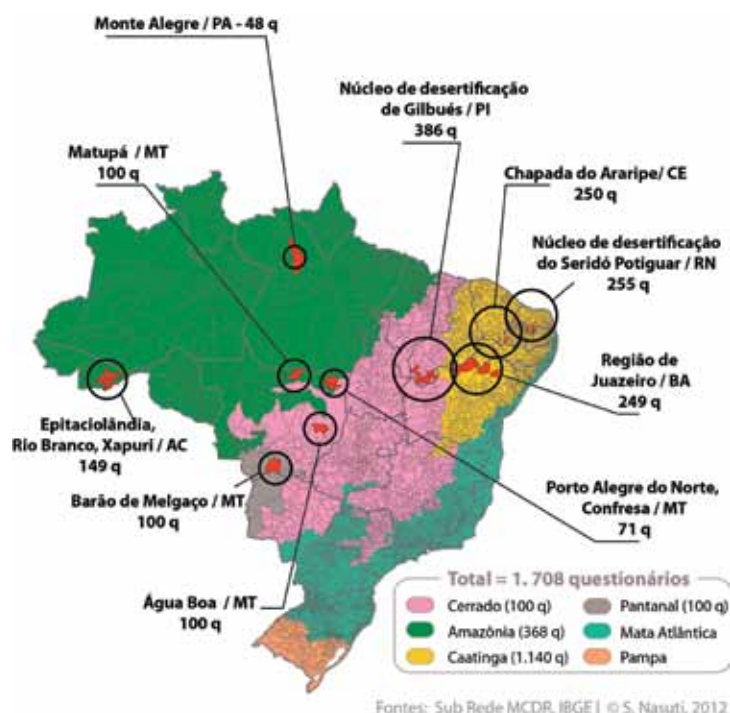 Monte Alegre / PA - 48 q
Núcleo de desertificação
de Gilbués / PI
386 q
Matupá / MT
100 q
Chapada do Araripe/ CE
250 q
Núcleo de desertificação
do Seridó Potiguar / RN
255 q
Região de
Juazeiro / BA
249 q
Epitaciolândia,
Rio Branco, Xapuri / AC
149 q
Barão de Melgaço / MT
100 q
Porto Alegre do Norte,
Confresa / MT
71 q
Água Boa / MT
100 q
Total = 1. 708 questionários
Cerrado (100 q)
Pantanal (100 q)
Amazônia (368 q)
Mata Atlântica
Caatinga (1.140 q)
Pampa
Fontes: Sub Rede MCDR, IBGE | © S. Nasuti, 2012